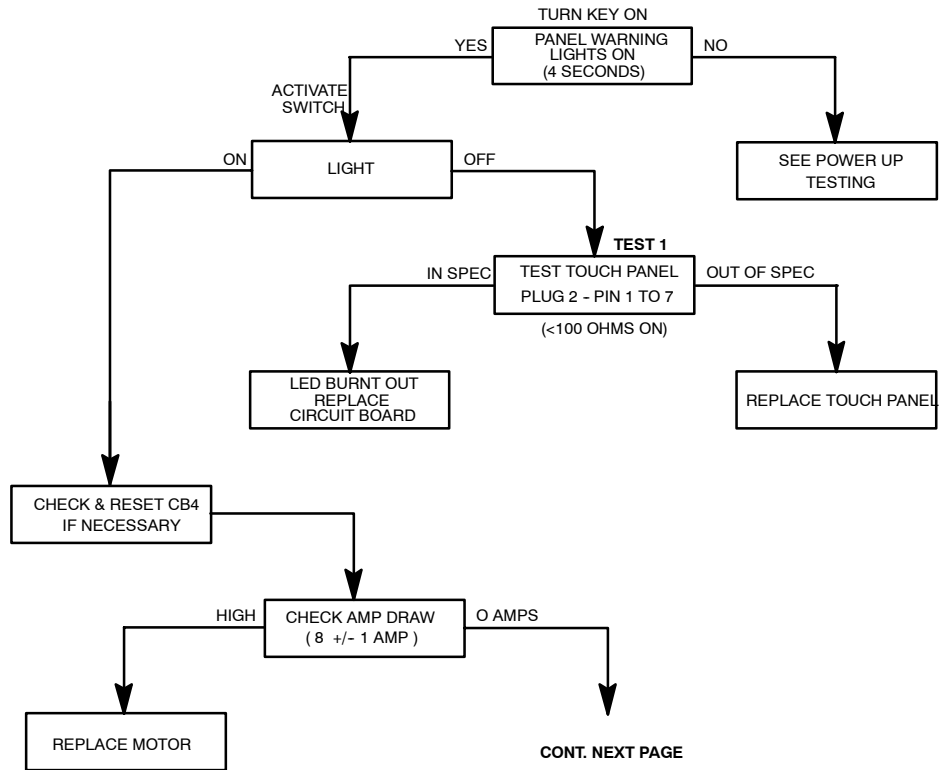 TURN KEY ON
PANEL WARNING
LIGHTS ON
(4 SECONDS)
YES
NO
ACTIVATE
SWITCH
SEE POWER UP
TESTING
LIGHT
ON
OFF
TEST 1
TEST TOUCH PANEL
PLUG 2 - PIN 1 TO 7
(<100 OHMS ON)
IN SPEC
OUT OF SPEC
LED BURNT OUT
REPLACE
CIRCUIT BOARD
REPLACE TOUCH PANEL
CHECK & RESET CB4
IF NECESSARY
CHECK AMP DRAW
( 8 +/- 1 AMP )
HIGH
O AMPS
REPLACE MOTOR
CONT. NEXT PAGE